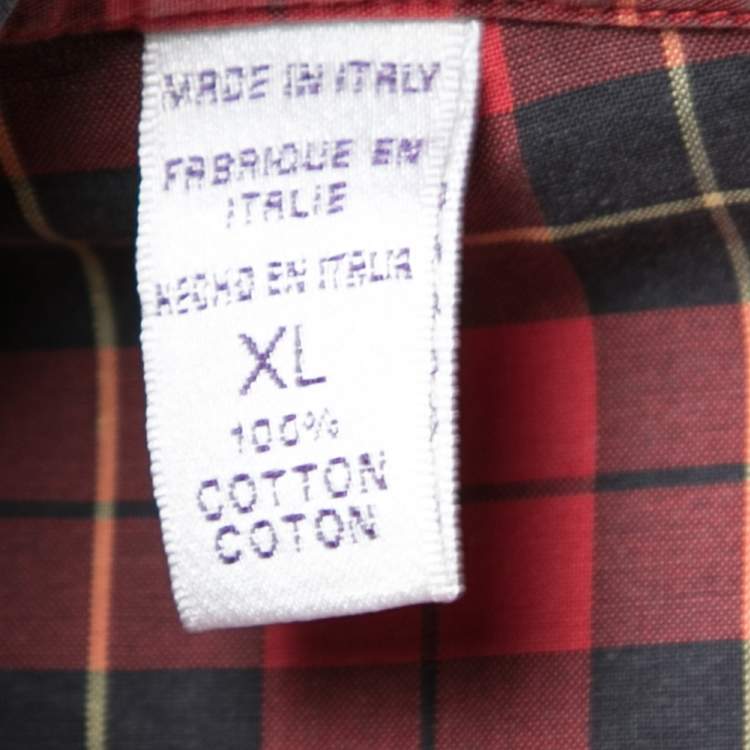 MADE IN ITALY
FABRIQUE EN
ITALIE
HECHO EN ITALIA
XL
100%
COTTON
COTON